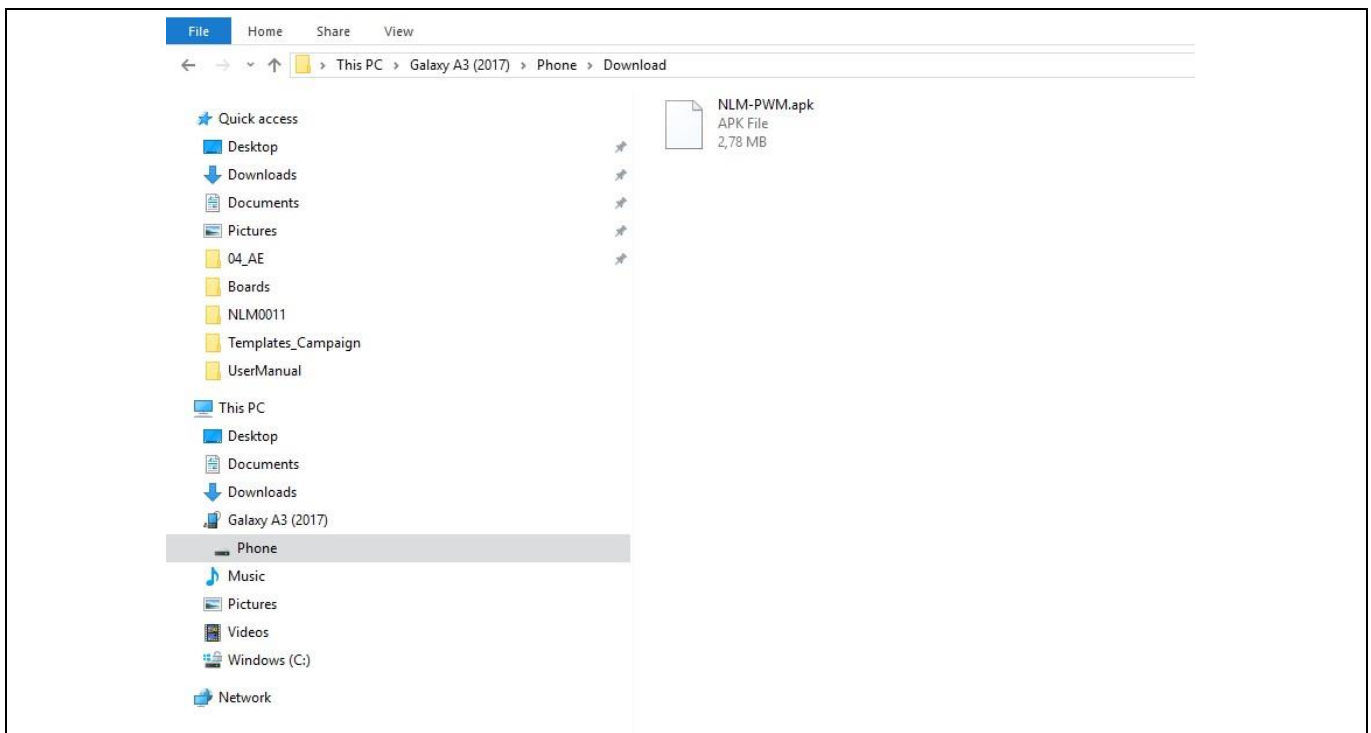 File Home Share View
This PC > Galaxy A3 (2017) > Phone > Download
Quick access
Desktop
Downloads
Documents
Pictures
04_AE
Boards
NLM0011
Templates_Campaign
UserManual
This PC
Desktop
Documents
Downloads
Galaxy A3 (2017)
Phone
Music
Pictures
Videos
Windows (C:)
Network
NLM-PWM.apk
APK File
2,78 MB